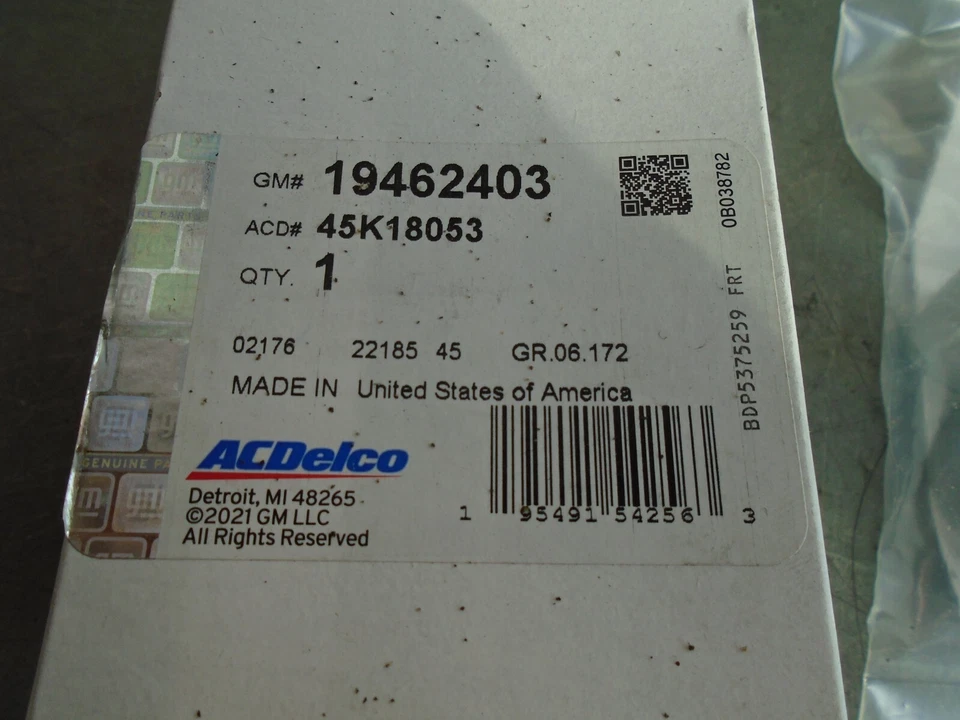 GM# 19462403
ACD# 45K18053
QTY. 1
02176 22185 45 GR.06.172
MADE IN United States of America
ACDelco
Detroit, MI 48265
©2021 GM LLC
All Rights Reserved
1 95491 54256 3
0B038782
BDP5375259 FRT
GENUINE PA
gm